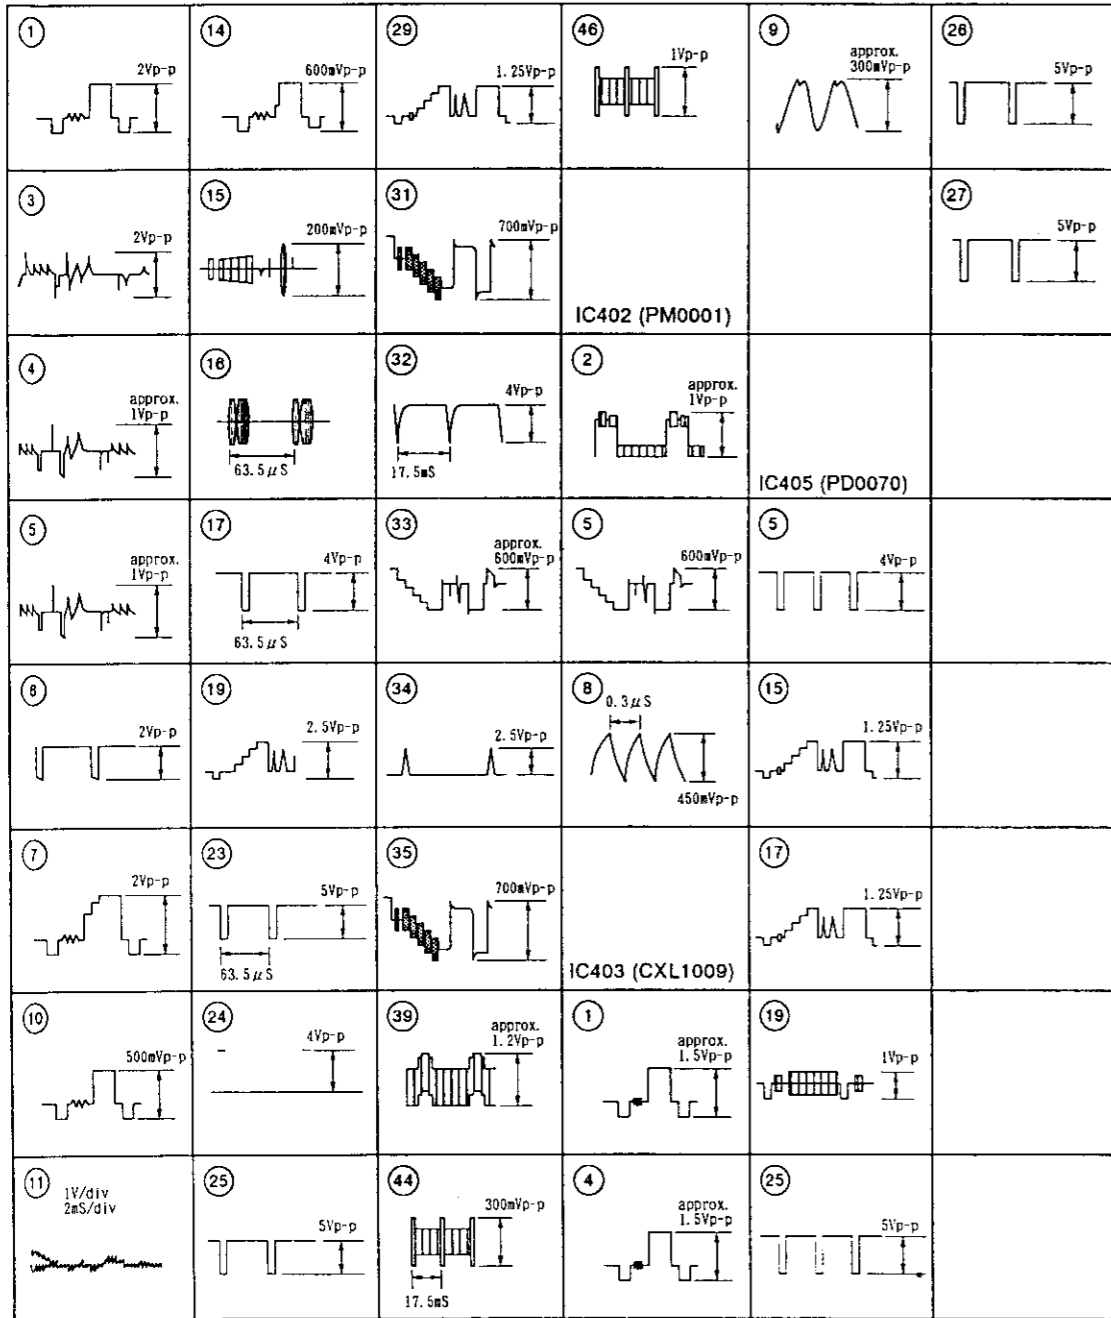 1
2Vp-p
14
600mVp-p
29
1.25Vp-p
46
1Vp-p
9
approx.
300mVp-p
26
5Vp-p
3
2Vp-p
15
200mVp-p
31
700mVp-p
IC402 (PM0001)
27
5Vp-p
4
approx.
1Vp-p
16
63.5μS
32
4Vp-p
17.5mS
2
approx.
1Vp-p
IC405 (PD0070)
5
approx.
1Vp-p
17
4Vp-p
63.5μS
33
approx.
600mVp-p
5
600mVp-p
5
4Vp-p
6
2Vp-p
19
2.5Vp-p
34
2.5Vp-p
8
0.3μS
450mVp-p
15
1.25Vp-p
7
2Vp-p
23
5Vp-p
63.5μS
35
700mVp-p
IC403 (CXL1009)
17
1.25Vp-p
10
500mVp-p
24
4Vp-p
39
approx.
1.2Vp-p
1
approx.
1.5Vp-p
19
1Vp-p
11
1V/div
2mS/div
25
5Vp-p
44
300mVp-p
17.5mS
4
approx.
1.5Vp-p
25
5Vp-p